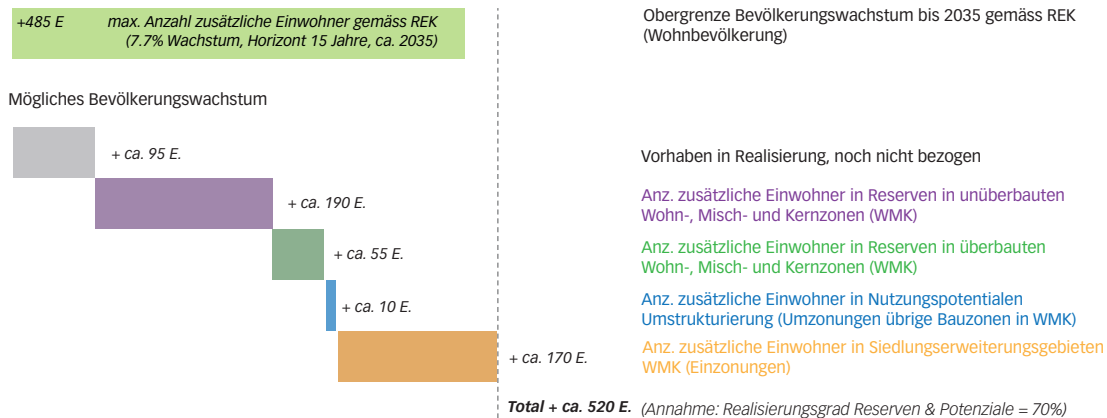 +485 E max. Anzahl zusätzliche Einwohner gemäss REK
(7.7% Wachstum, Horizont 15 Jahre, ca. 2035)
Obergrenze Bevölkerungswachstum bis 2035 gemäss REK
(Wohnbevölkerung)
Mögliches Bevölkerungswachstum
+ ca. 95 E.
Vorhaben in Realisierung, noch nicht bezogen
+ ca. 190 E.
Anz. zusätzliche Einwohner in Reserven in unüberbauten
Wohn-, Misch- und Kernzonen (WMK)
+ ca. 55 E.
Anz. zusätzliche Einwohner in Reserven in überbauten
Wohn-, Misch- und Kernzonen (WMK)
+ ca. 10 E.
Anz. zusätzliche Einwohner in Nutzungspotentialen
Umstrukturierung (Umzonungen übrige Bauzonen in WMK)
+ ca. 170 E.
Anz. zusätzliche Einwohner in Siedlungserweiterungsgebieten
WMK (Einzonungen)
Total + ca. 520 E. (Annahme: Realisierungsgrad Reserven & Potenziale = 70%)